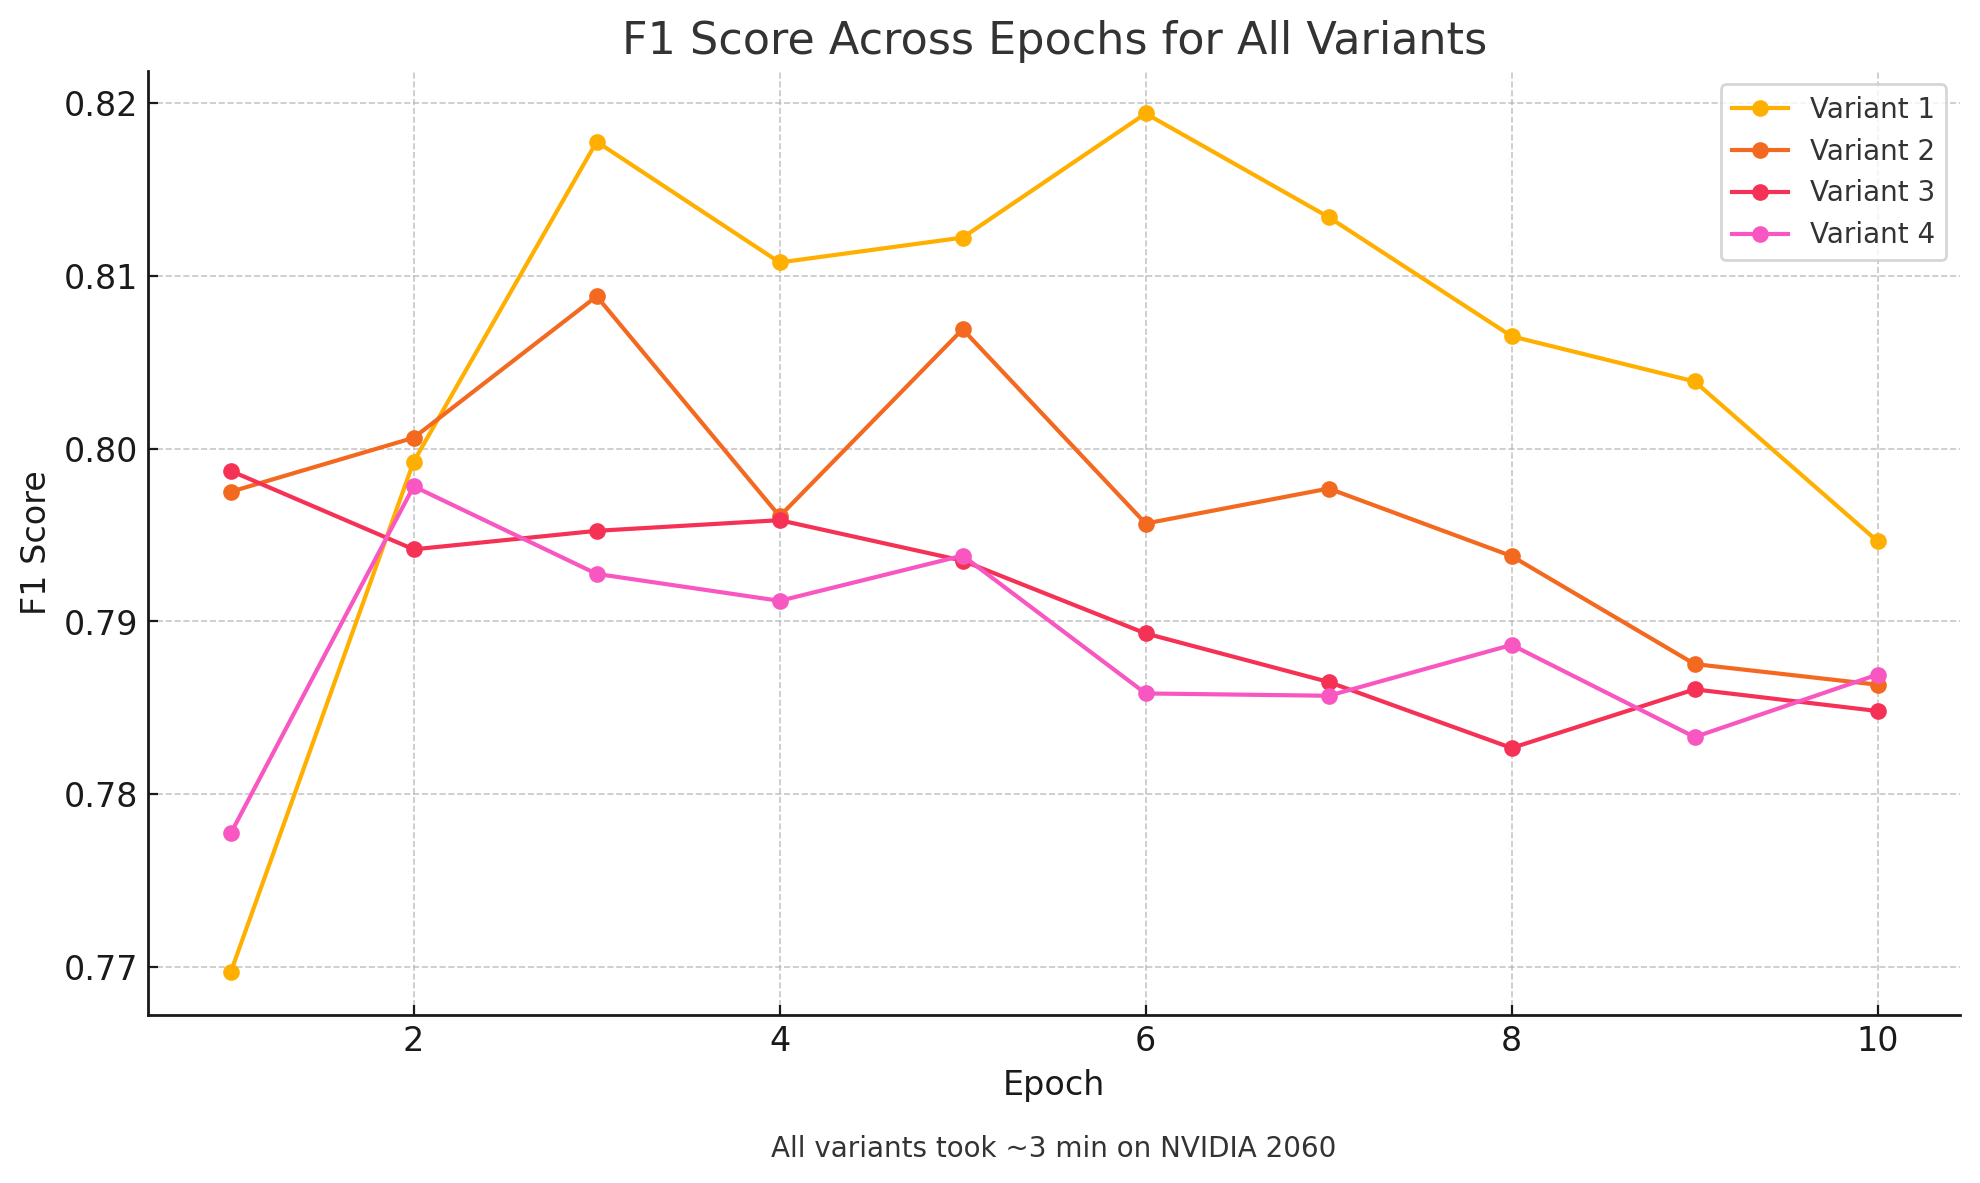 F1 Score Across Epochs for All Variants
0.82
0.81
0.80
0.79
0.78
0.77
F1 Score
Variant 1
Variant 2
Variant 3
Variant 4
2 4 6 8 10
Epoch
All variants took ~3 min on NVIDIA 2060